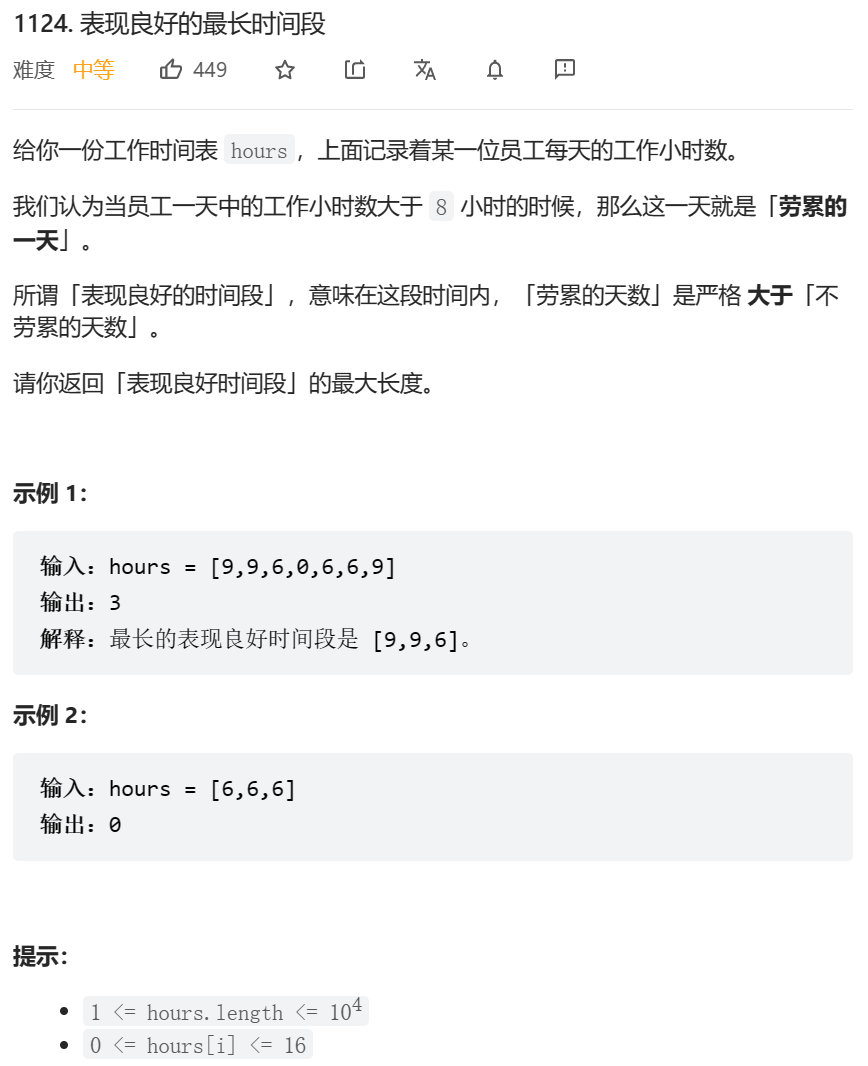 1124. 表现良好的最长时间段
难度 中等 449
给你一份工作时间表 hours，上面记录着某一位员工每天的工作小时数。
我们认为当员工一天中的工作小时数大于 8 小时的时候，那么这一天就是「劳累的
一天」。
所谓「表现良好的时间段」，意味在这段时间内，「劳累的天数」是严格 大于「不
劳累的天数」。
请你返回「表现良好时间段」的最大长度。
示例 1：
输入：hours = [9,9,6,0,6,6,9]
输出：3
解释：最长的表现良好时间段是 [9,9,6]。
示例 2：
输入：hours = [6,6,6]
输出：0
提示：
• 1 <= hours.length <= 10⁴
• 0 <= hours[i] <= 16